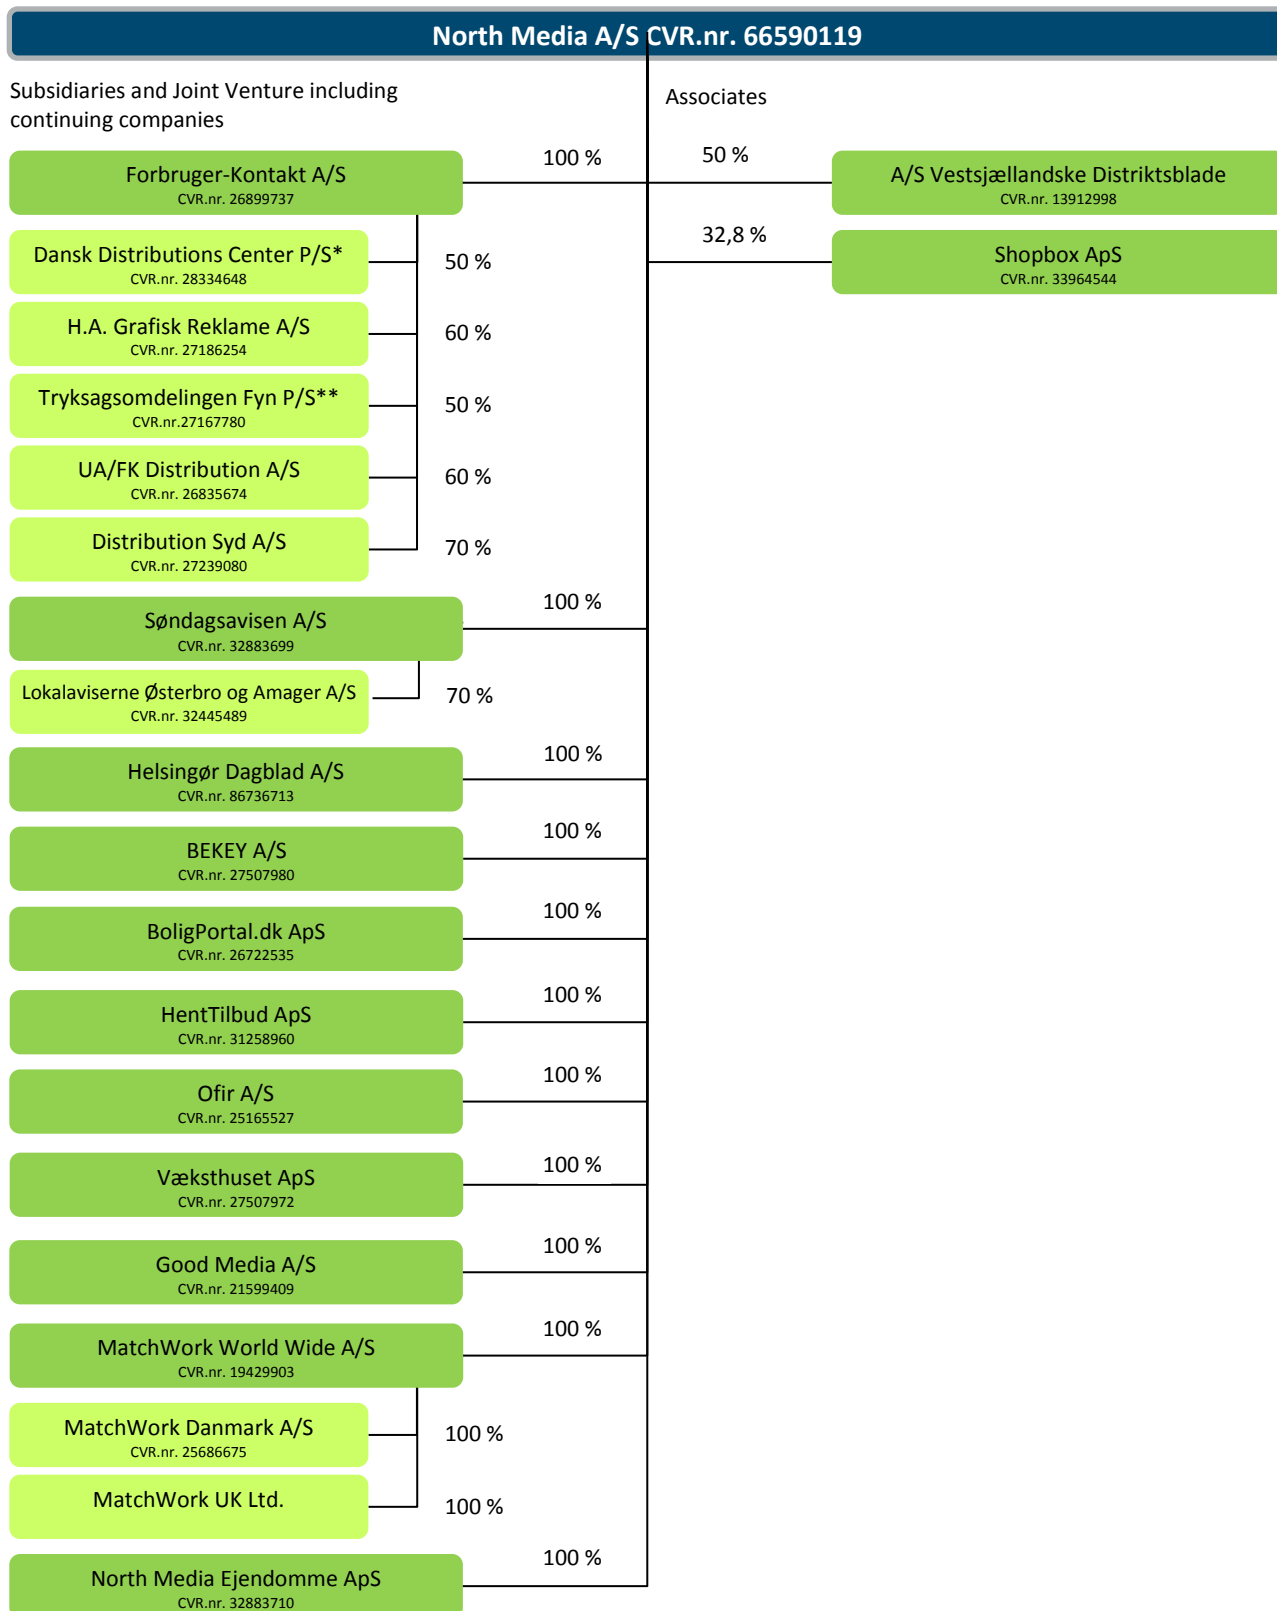 North Media A/S CVR.nr. 66590119
Subsidiaries and Joint Venture including
continuing companies
Associates
Forbruger-Kontakt A/S
CVR.nr. 26899737
100 %
50 %
A/S Vestsjællandske Distriktsblade
CVR.nr. 13912998
Dansk Distributions Center P/S*
CVR.nr. 28334648
50 %
32,8 %
Shopbox ApS
CVR.nr. 33964544
H.A. Grafisk Reklame A/S
CVR.nr. 27186254
60 %
Tryksagsomdelingen Fyn P/S**
CVR.nr.27167780
50 %
UA/FK Distribution A/S
CVR.nr. 26835674
60 %
Distribution Syd A/S
CVR.nr. 27239080
70 %
Søndagsavisen A/S
CVR.nr. 32883699
100 %
Lokalaviserne Østerbro og Amager A/S
CVR.nr. 32445489
70 %
Helsingør Dagblad A/S
CVR.nr. 86736713
100 %
BEKEY A/S
CVR.nr. 27507980
100 %
BoligPortal.dk ApS
CVR.nr. 26722535
100 %
HentTilbud ApS
CVR.nr. 31258960
100 %
Ofir A/S
CVR.nr. 25165527
100 %
Væksthuset ApS
CVR.nr. 27507972
100 %
Good Media A/S
CVR.nr. 21599409
100 %
MatchWork World Wide A/S
CVR.nr. 19429903
100 %
MatchWork Danmark A/S
CVR.nr. 25686675
100 %
MatchWork UK Ltd.
100 %
North Media Ejendomme ApS
CVR.nr. 32883710
100 %